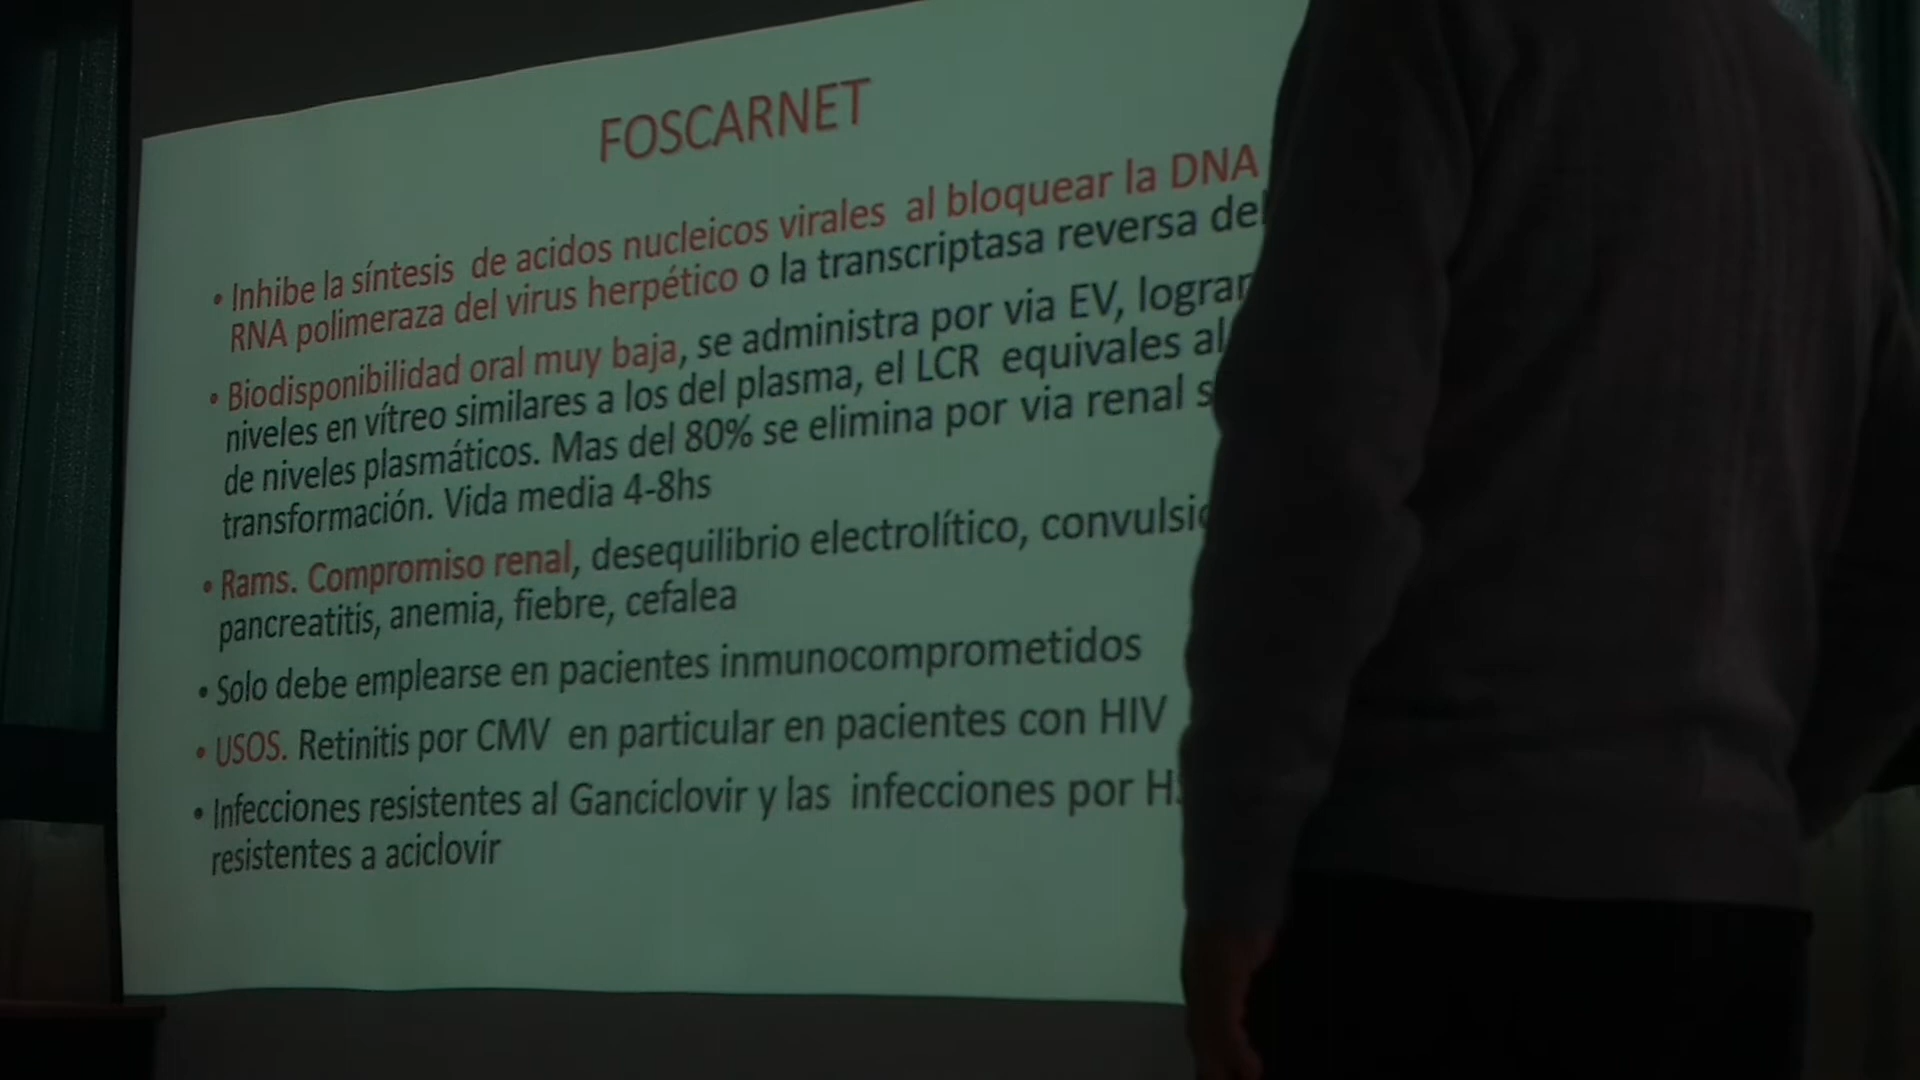 FOSCARNET
• Inhibe la síntesis de acidos nucleicos virales al bloquear la DNA
RNA polimeraza del virus herpético o la transcriptasa reversa del
• Biodisponibilidad oral muy baja, se administra por via EV,
niveles en vítreo similares a los del plasma, el LCR equivales al
de niveles plasmáticos. Mas del 80% se elimina por via renal
transformación. Vida media 4-8hs
• Rams. Compromiso renal, desequilibrio electrolítico,
pancreatitis, anemia, fiebre, cefalea
• Solo debe emplearse en pacientes inmunocomprometidos
• USOS. Retinitis por CMV en particular en pacientes con HIV
• Infecciones resistentes al Ganciclovir y las infecciones por
resistentes a aciclovir